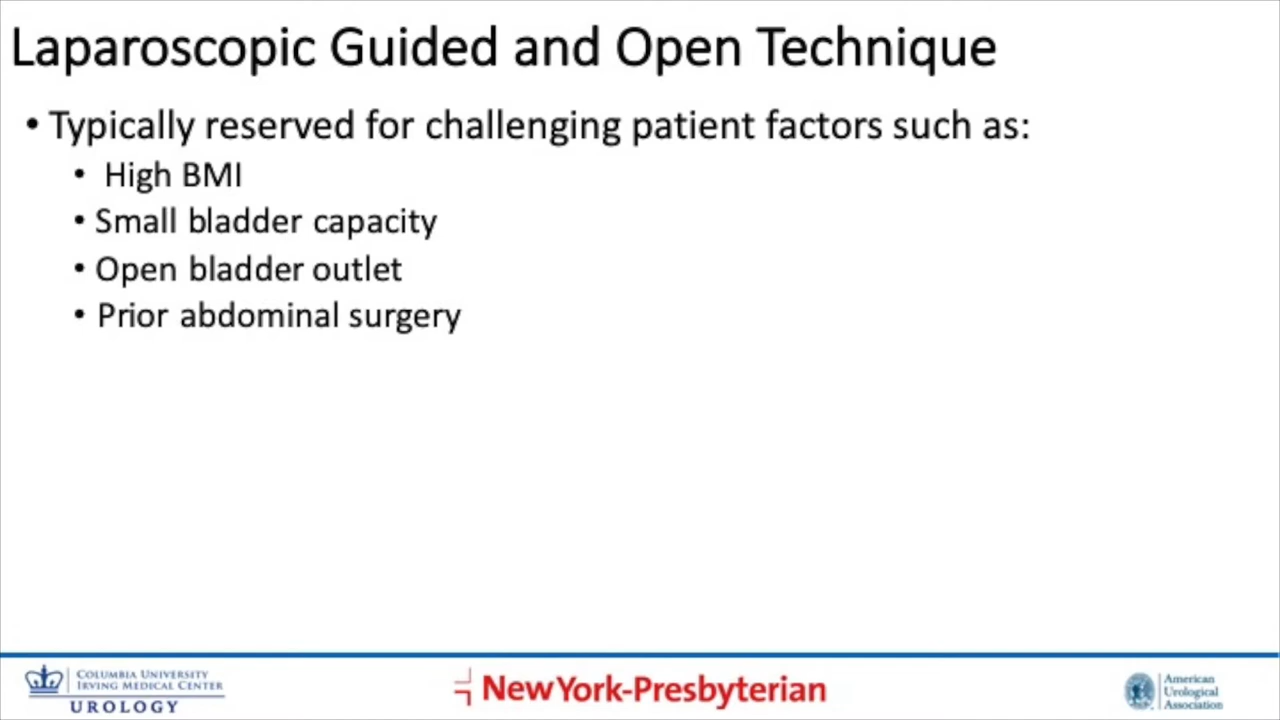 Laparoscopic Guided and Open Technique
• Typically reserved for challenging patient factors such as:
• High BMI
• Small bladder capacity
• Open bladder outlet
• Prior abdominal surgery
COLUMBIA UNIVERSITY
IRVING MEDICAL CENTER
UROLOGY
NewYork-Presbyterian
American
Urological
Association